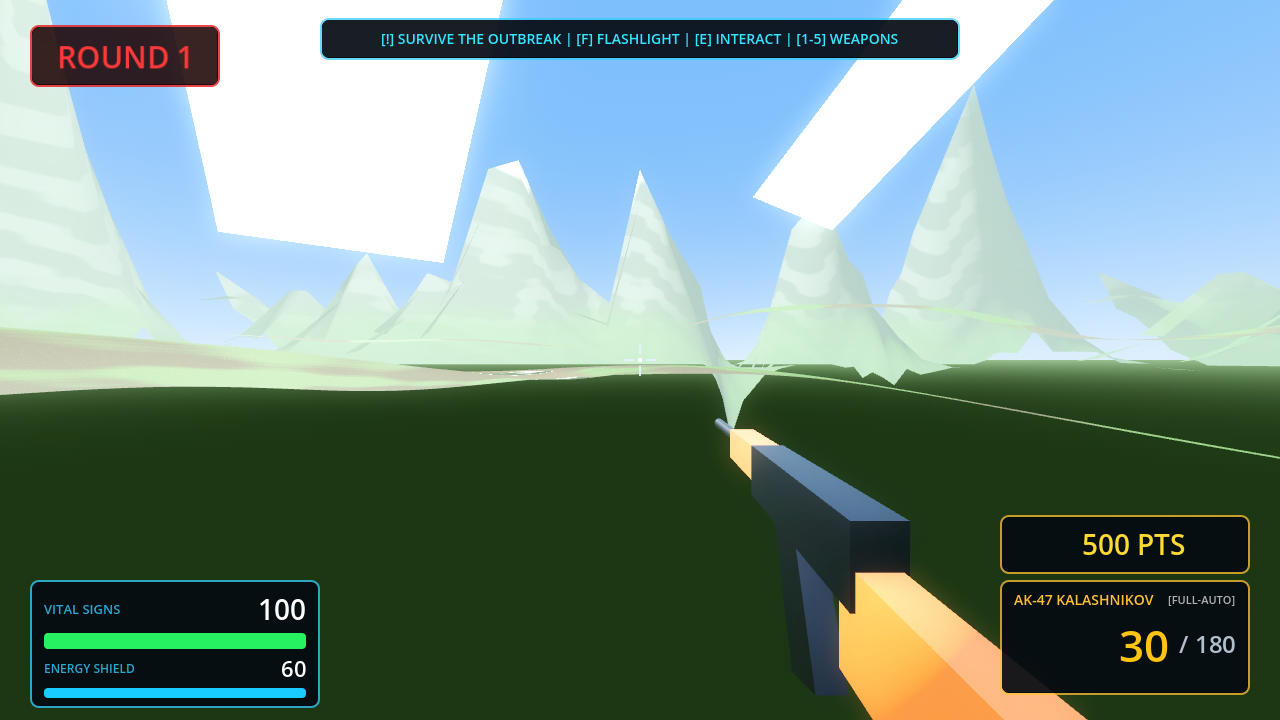 ROUND 1
[!] SURVIVE THE OUTBREAK | [F] FLASHLIGHT | [E] INTERACT | [1-5] WEAPONS
500 PTS
VITAL SIGNS 100
ENERGY SHIELD 60
AK-47 KALASHNIKOV [FULL-AUTO]
30 / 180